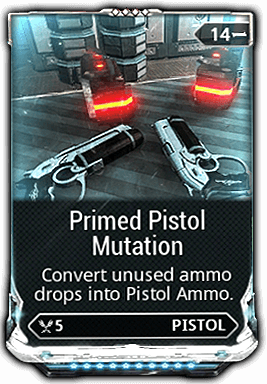 14
Primed Pistol
Mutation
Convert unused ammo
drops into Pistol Ammo.
5 PISTOL